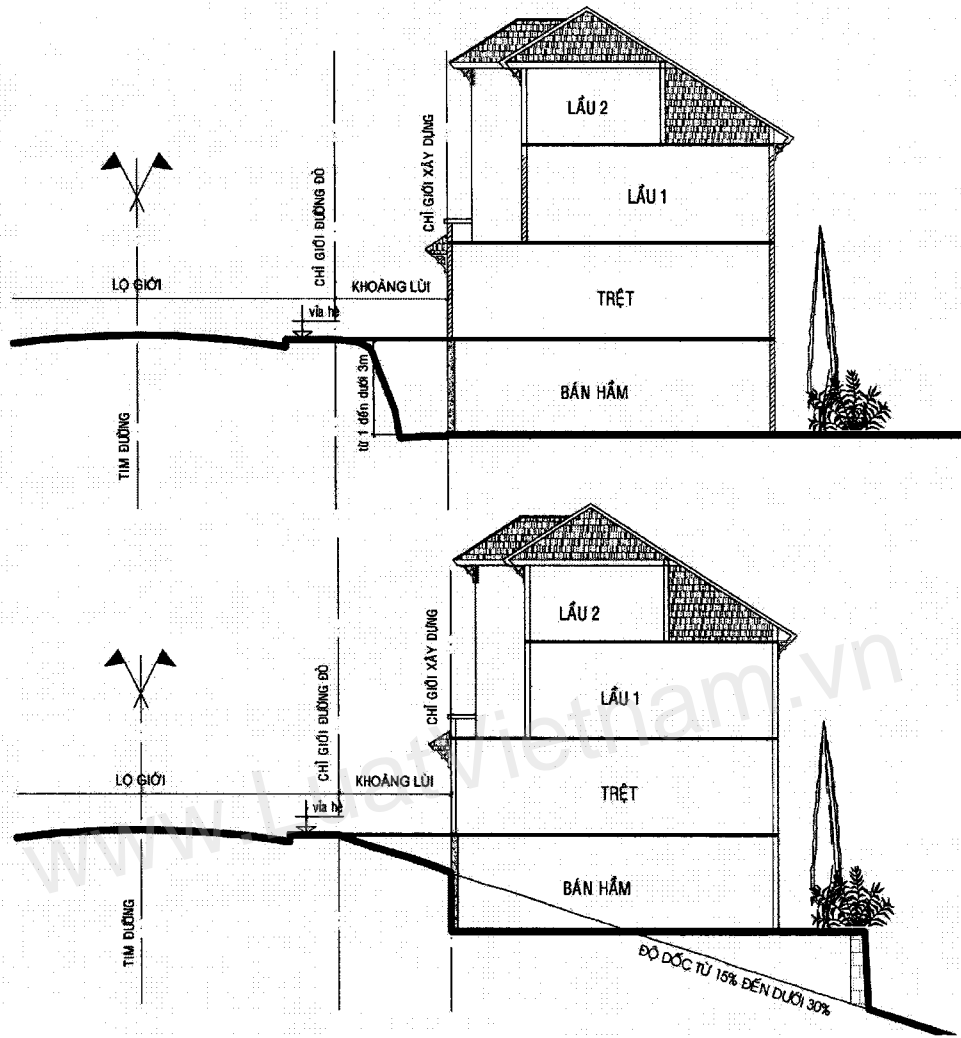 LẦU 2
LẦU 1
CHỈ GIỚI ĐƯỜNG ĐỎ
CHỈ GIỚI XÂY DỰNG
LỘ GIỚI
KHOẢNG LÙI
TRỆT
vỉa hè
BÁN HẦM
từ 1 đến dưới 3m
TIM ĐƯỜNG
LẦU 2
LẦU 1
CHỈ GIỚI ĐƯỜNG ĐỎ
CHỈ GIỚI XÂY DỰNG
LỘ GIỚI
KHOẢNG LÙI
TRỆT
vỉa hè
BÁN HẦM
TIM ĐƯỜNG
ĐỘ DỐC TỪ 15% ĐẾN DƯỚI 30%
www.LuatVietnam.vn